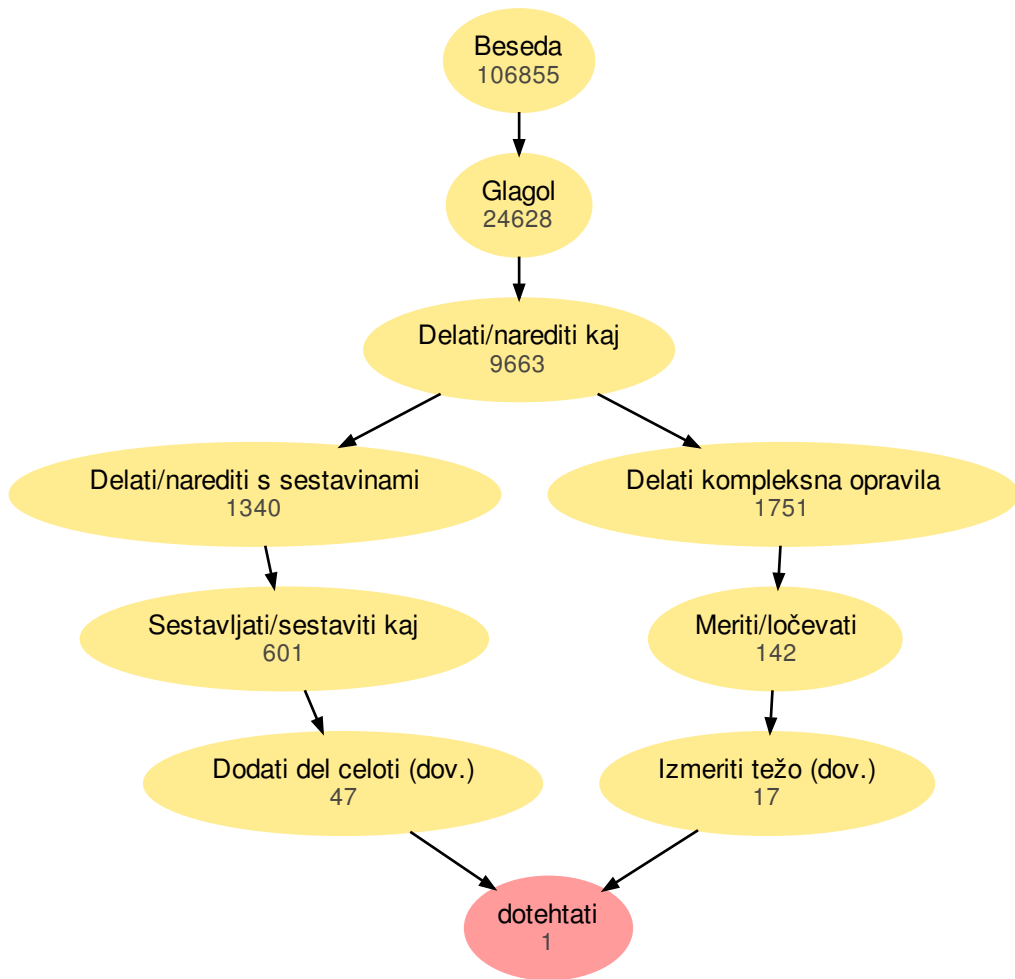 Beseda
106855
Glagol
24628
Delati/narediti kaj
9663
Delati/narediti s sestavinami
1340
Delati kompleksna opravila
1751
Sestavljati/sestaviti kaj
601
Meriti/ločevati
142
Dodati del celoti (dov.)
47
Izmeriti težo (dov.)
17
dotehtati
1